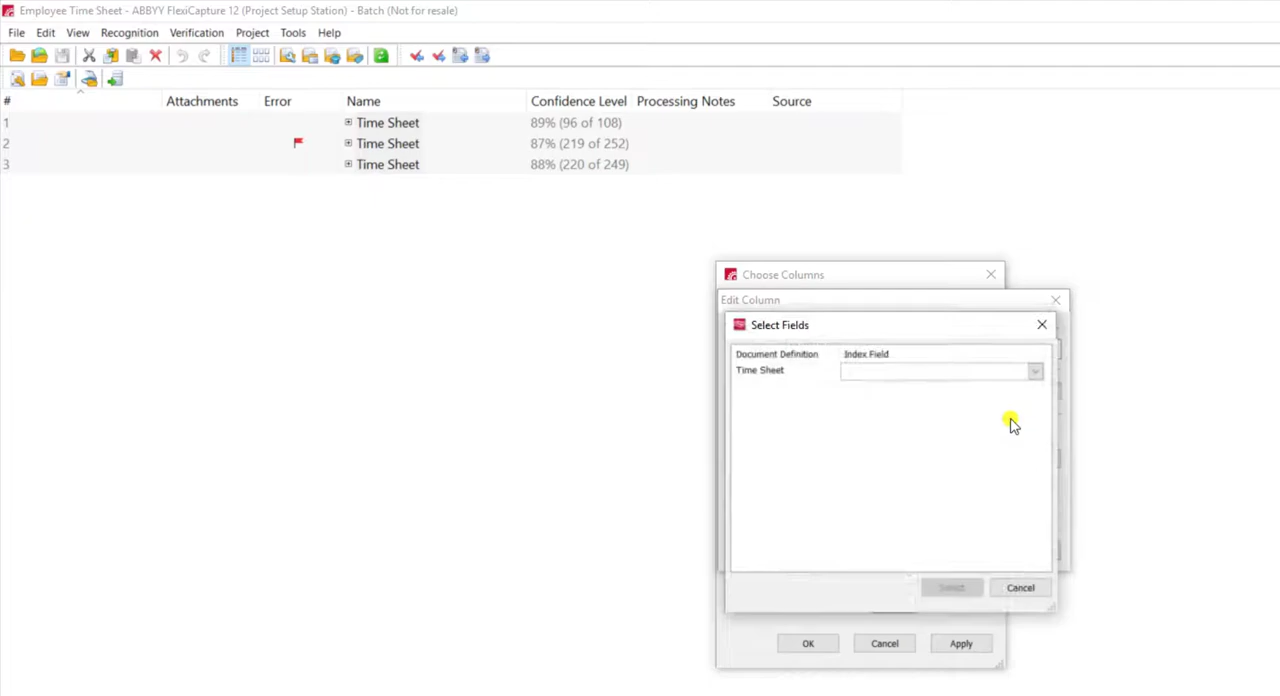 Employee Time Sheet - ABBYY FlexiCapture 12 (Project Setup Station) - Batch (Not for resale)
File Edit View Recognition Verification Project Tools Help
# Attachments Error Name Confidence Level Processing Notes Source
1 Time Sheet 89% (96 of 108)
2 Time Sheet 87% (219 of 252)
3 Time Sheet 88% (220 of 249)
Choose Columns
Edit Column
Select Fields
Document Definition Index Field
Time Sheet
Select Cancel
OK Cancel Apply